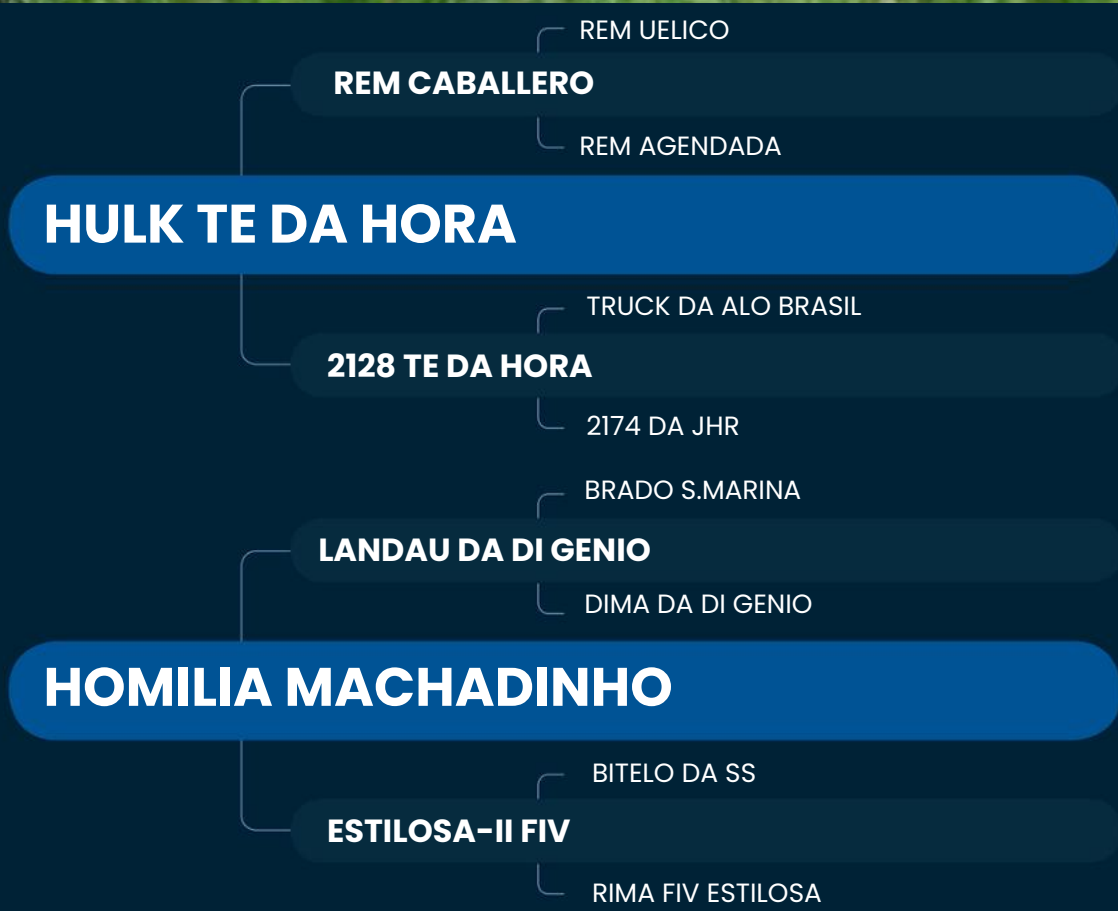 REM UELICO
REM CABALLERO
REM AGENDADA
HULK TE DA HORA
TRUCK DA ALO BRASIL
2128 TE DA HORA
2174 DA JHR
BRADO S.MARINA
LANDAU DA DI GENIO
DIMA DA DI GENIO
HOMILIA MACHADINHO
BITELO DA SS
ESTILOSA-II FIV
RIMA FIV ESTILOSA